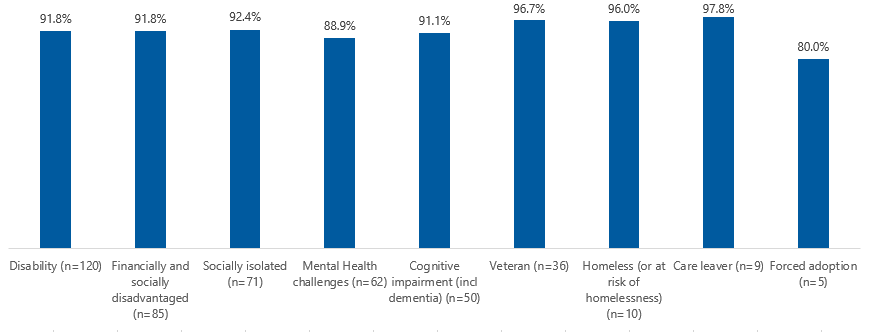 91.8%
91.8%
92.4%
88.9%
91.1%
96.7%
96.0%
97.8%
80.0%
Disability (n=120)
Financially and
socially
disadvantaged
(n=85)
Socially isolated
(n=71)
Mental Health
challenges (n=62)
Cognitive
impairment (incl
dementia) (n=50)
Veteran (n=36)
Homeless (or at
risk of
homelessness)
(n=10)
Care leaver (n=9)
Forced adoption
(n=5)